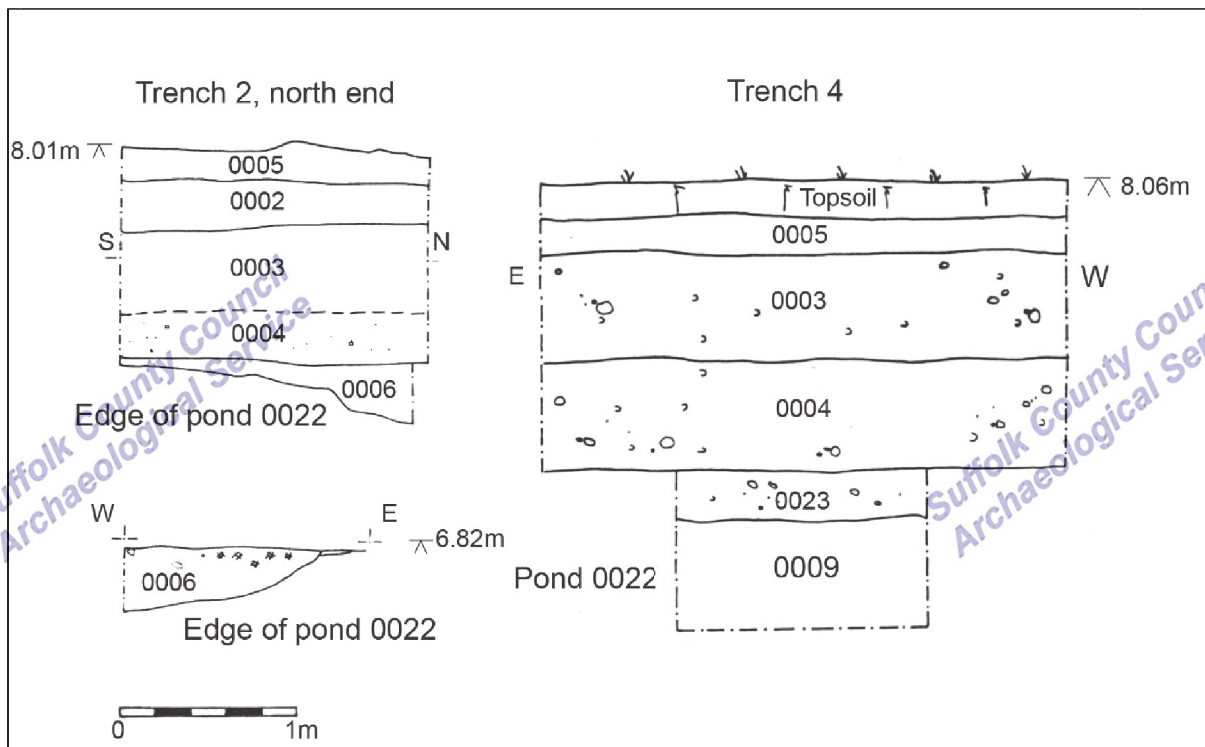 Trench 2, north end
8.01m
0005
0002
S
N
0003
0004
0006
Edge of pond 0022
W
E
6.82m
0006
Edge of pond 0022
0
1m
Trench 4
8.06m
Topsoil
0005
E
W
0003
0004
0023
0009
Pond 0022
Suffolk County Council
Archaeological Service
Suffolk County Coun
Archaeological Ser